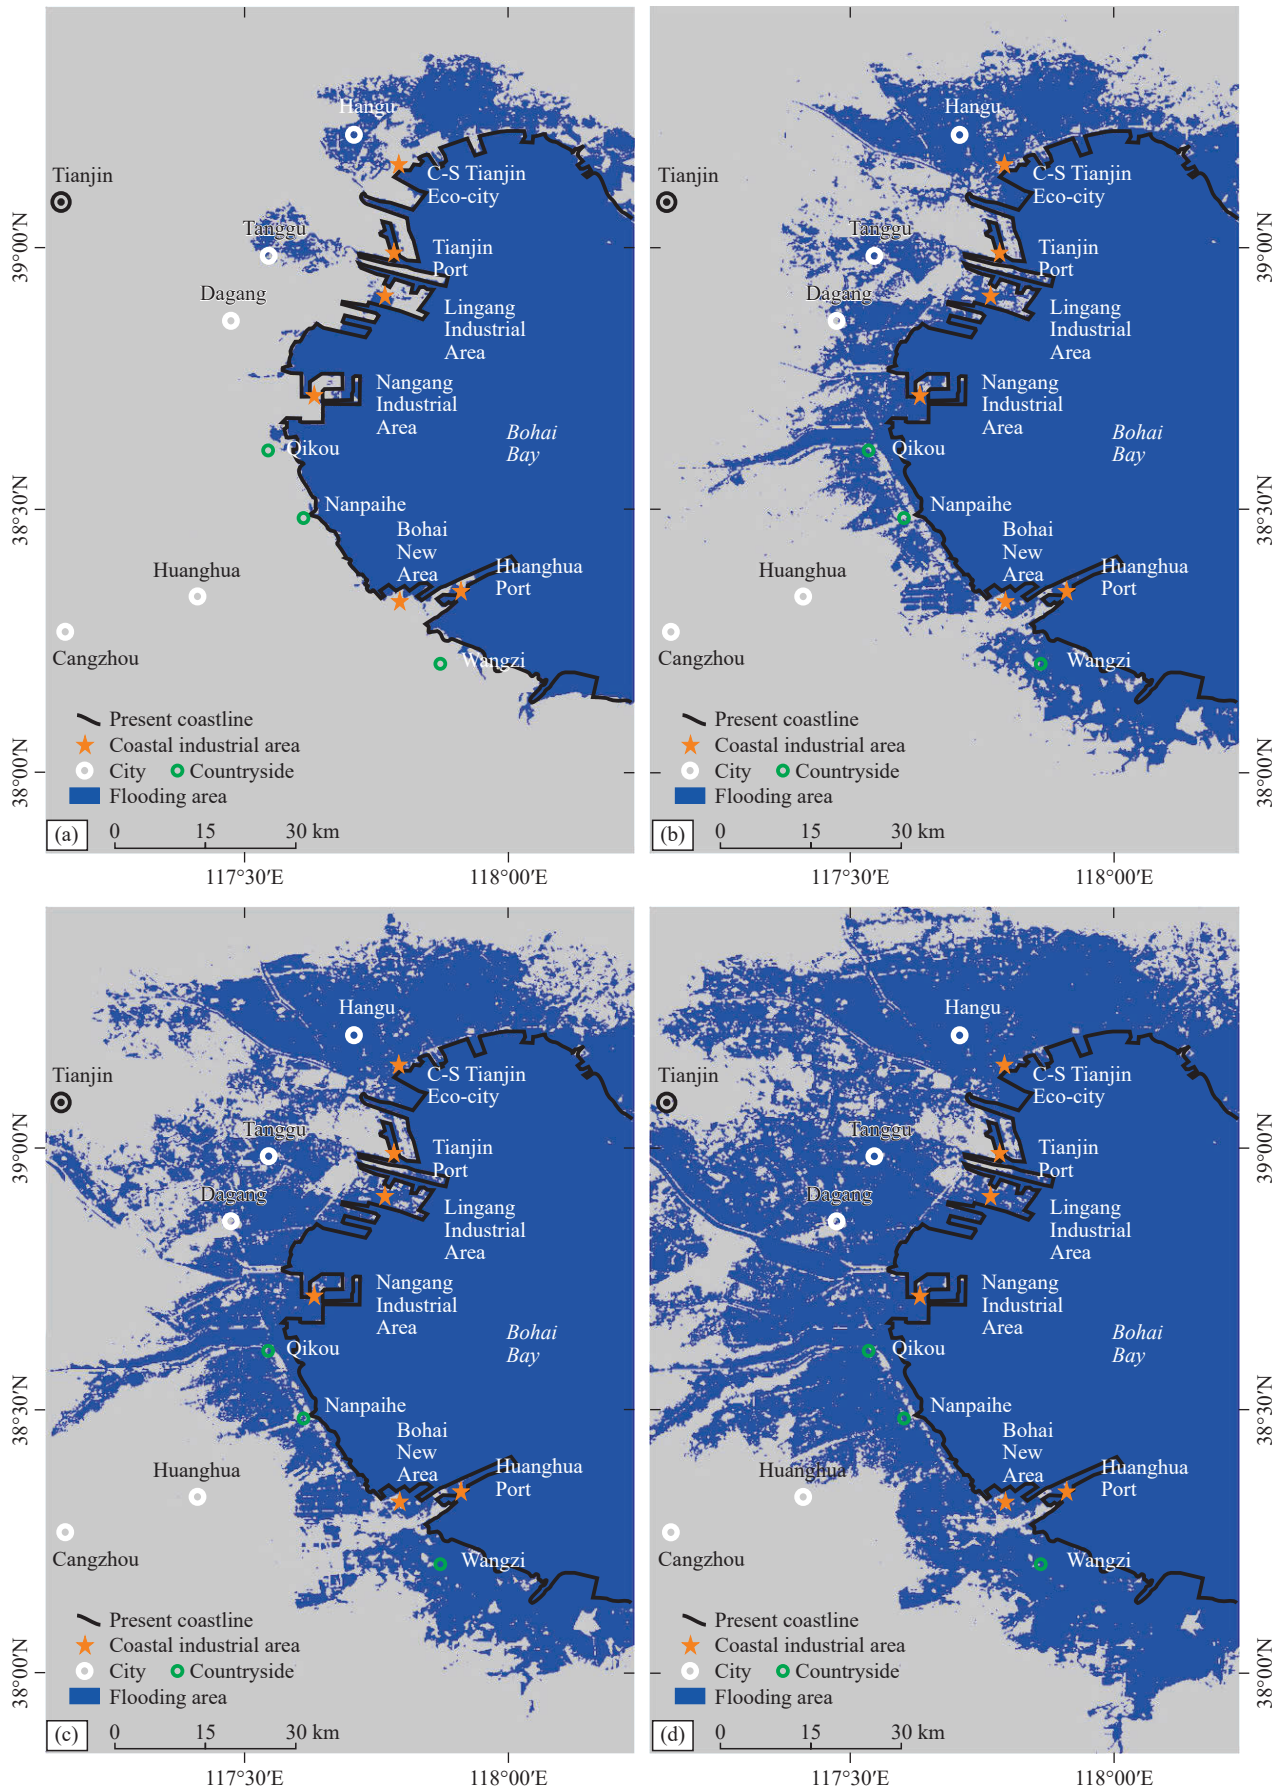 Hangu
Tianjin
C-S Tianjin
Eco-city
39°00′N
Tanggu
Tianjin
Port
Dagang
Lingang
Industrial
Area
Nangang
Industrial
Area
Bohai
Bay
Qikou
38°30′N
Nanpaihe
Bohai
New
Area
Huanghua
Huanghua
Port
Cangzhou
Wangzi
Present coastline
Coastal industrial area
City
Countyside
Flooding area
38°00′N
(a)
0 15 30 km
117°30′E 118°00′E
Hangu
Tianjin
C-S Tianjin
Eco-city
39°00′N
Tanggu
Tianjin
Port
Dagang
Lingang
Industrial
Area
Nangang
Industrial
Area
Bohai
Bay
Qikou
38°30′N
Nanpaihe
Bohai
New
Area
Huanghua
Huanghua
Port
Cangzhou
Wangzi
Present coastline
Coastal industrial area
City
Countryside
Flooding area
38°00′N
(b)
0 15 30 km
117°30′E 118°00′E
Hangu
Tianjin
C-S Tianjin
Eco-city
39°00′N
Tanggu
Tianjin
Port
Dagang
Lingang
Industrial
Area
Nangang
Industrial
Area
Bohai
Bay
Qikou
38°30′N
Nanpaihe
Bohai
New
Area
Huanghua
Huanghua
Port
Cangzhou
Wangzi
Present coastline
Coastal industrial area
City
Countryside
Flooding area
38°00′N
(c)
0 15 30 km
117°30′E 118°00′E
Hangu
Tianjin
C-S Tianjin
Eco-city
39°00′N
Tanggu
Tianjin
Port
Dagang
Lingang
Industrial
Area
Nangang
Industrial
Area
Bohai
Bay
Qikou
38°30′N
Nanpaihe
Bohai
New
Area
Huanghua
Huanghua
Port
Cangzhou
Wangzi
Present coastline
Coastal industrial area
City
Countryside
Flooding area
38°00′N
(d)
0 15 30 km
117°30′E 118°00′E